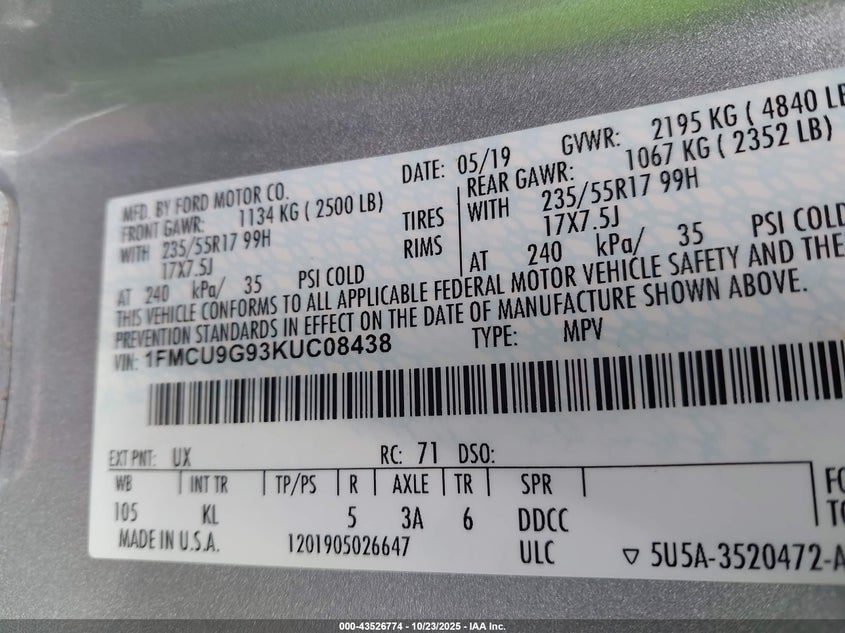 MFD. BY FORD MOTOR CO. DATE: 05/19 GVWR: 2195 KG ( 4840 LB
FRONT GAWR: 1134 KG ( 2500 LB) REAR GAWR: 1067 KG ( 2352 LB)
WITH 235/55R17 99H TIRES WITH 235/55R17 99H
17X7.5J RIMS 17X7.5J
AT 240 kPa/ 35 PSI COLD AT 240 kPa/ 35 PSI COLD
THIS VEHICLE CONFORMS TO ALL APPLICABLE FEDERAL MOTOR VEHICLE SAFETY AND THE
PREVENTION STANDARDS IN EFFECT ON THE DATE OF MANUFACTURE SHOWN ABOVE.
VIN: 1FMCU9G93KUC08438 TYPE: MPV
EXT PNT: UX RC: 71 DSO:
WB INT TR TP/PS R AXLE TR SPR
105 KL 5 3A 6 DDCC
MADE IN U.S.A. 1201905026647 ULC ▽ 5U5A-3520472-A
000-43526774 - 10/23/2025 - IAA Inc.